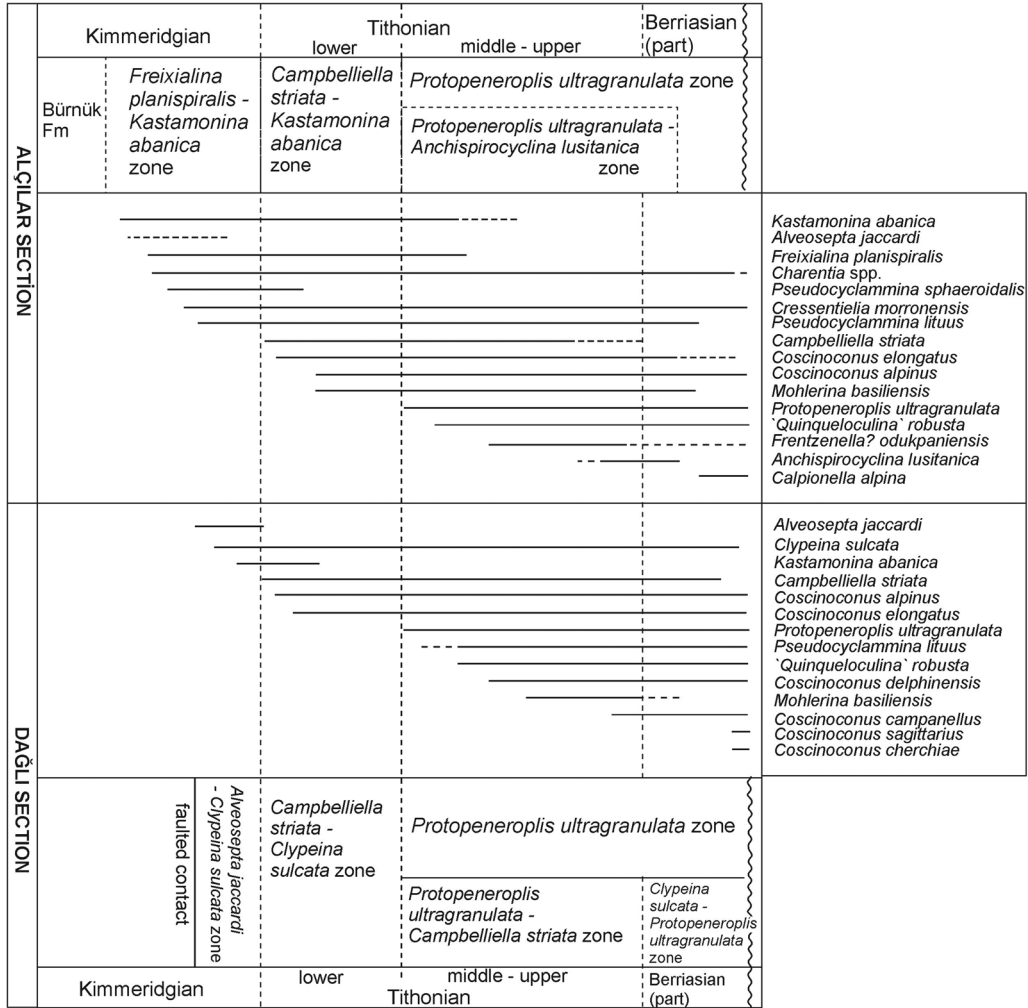 Kimmeridgian
Tithonian
lower
middle - upper
Berriasian
(part)
ALÇILAR SECTİON
Bürnük
Fm
Freixialina
planispiralis -
Kastamonina
abanica
zone
Campbelliella
striata -
Kastamonina
abanica
zone
Protopeneroplis ultragranulata zone
Protopeneroplis ultragranulata -
Anchispirocyclina lusitanica
zone
Kastamonina abanica
Alveosepta jaccardi
Freixialina planispiralis
Charentia spp.
Pseudocyclammina sphaeroidalis
Cressentielia morronensis
Pseudocyclammina lituus
Campbelliella striata
Coscinoconus elongatus
Coscinoconus alpinus
Mohlerina basiliensis
Protopeneroplis ultragranulata
`Quinqueloculina` robusta
Frentzenella? odukpaniensis
Anchispirocyclina lusitanica
Calpionella alpina
DAĞLI SECTION
Alveosepta jaccardi
Clypeina sulcata
Kastamonina abanica
Campbelliella striata
Coscinoconus alpinus
Coscinoconus elongatus
Protopeneroplis ultragranulata
Pseudocyclammina lituus
`Quinqueloculina` robusta
Coscinoconus delphinensis
Mohlerina basiliensis
Coscinoconus campanellus
Coscinoconus sagittarius
Coscinoconus cherchiae
faulted contact
Alveosepta jaccardi
- Clypeina sulcata zone
Campbelliella
striata -
Clypeina
sulcata zone
Protopeneroplis ultragranulata zone
Protopeneroplis
ultragranulata -
Campbelliella striata zone
Clypeina
sulcata -
Protopeneroplis
ultragranulata
zone
Kimmeridgian
lower
middle - upper
Tithonian
Berriasian
(part)